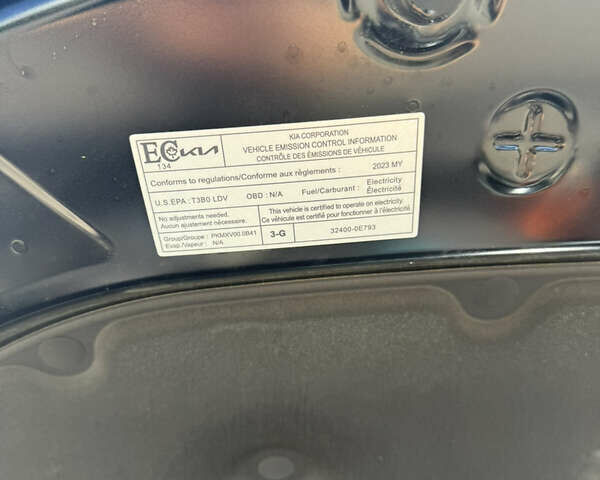 EC KIA
134
KIA CORPORATION
VEHICLE EMISSION CONTROL INFORMATION
CONTRÔLE DES ÉMISSIONS DE VÉHICULE
Conforms to regulations/Conforme aux règlements : 2023 MY
U.S.EPA : T3B0 LDV OBD : N/A Fuel/Carburant : Electricity
Électricité
No adjustments needed.
Aucun ajustement nécessaire.
This vehicle is certified to operate on electricity
Ce véhicule est certifié pour fonctionner à l'électricité
Group/Groupe : PKMXV00.0B41
Evap./Vapeur : N/A
3-G
32400-0E793